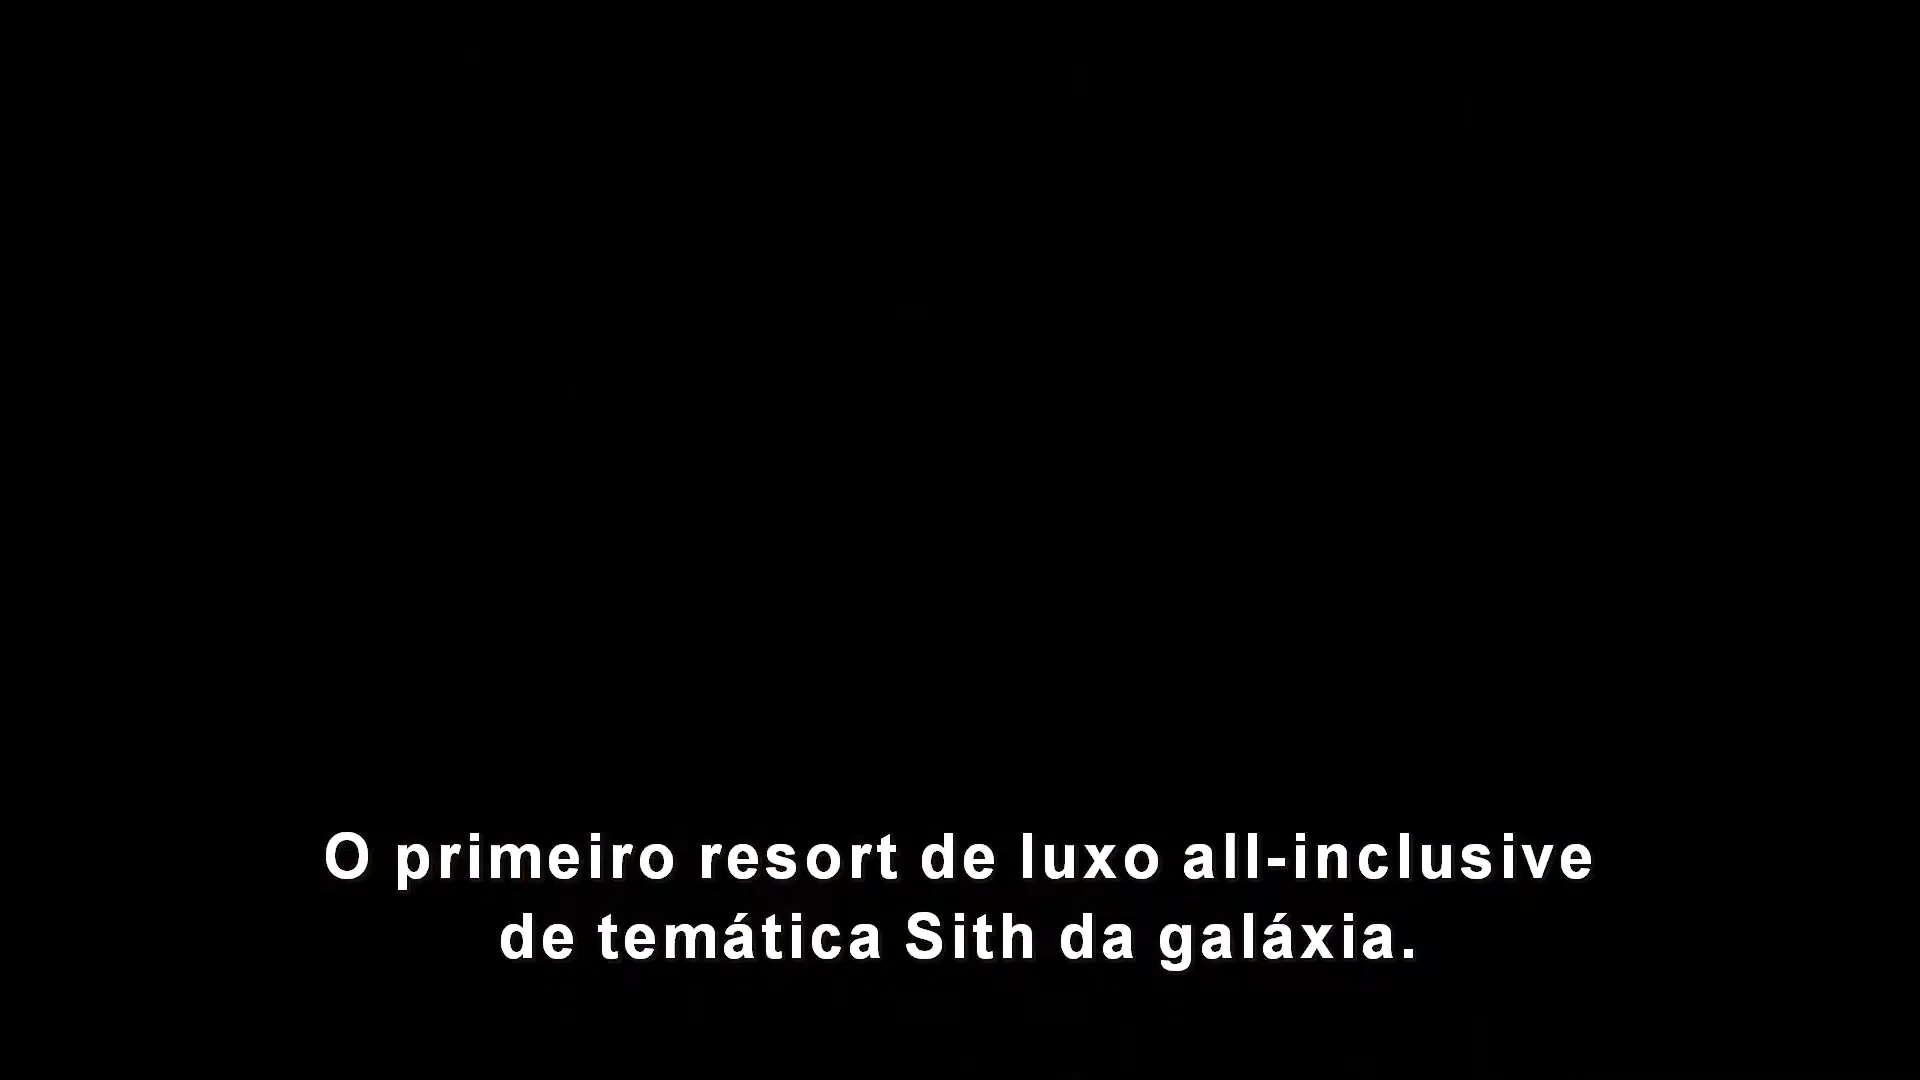 O primeiro resort de luxo all-inclusive
de temática Sith da galáxia.